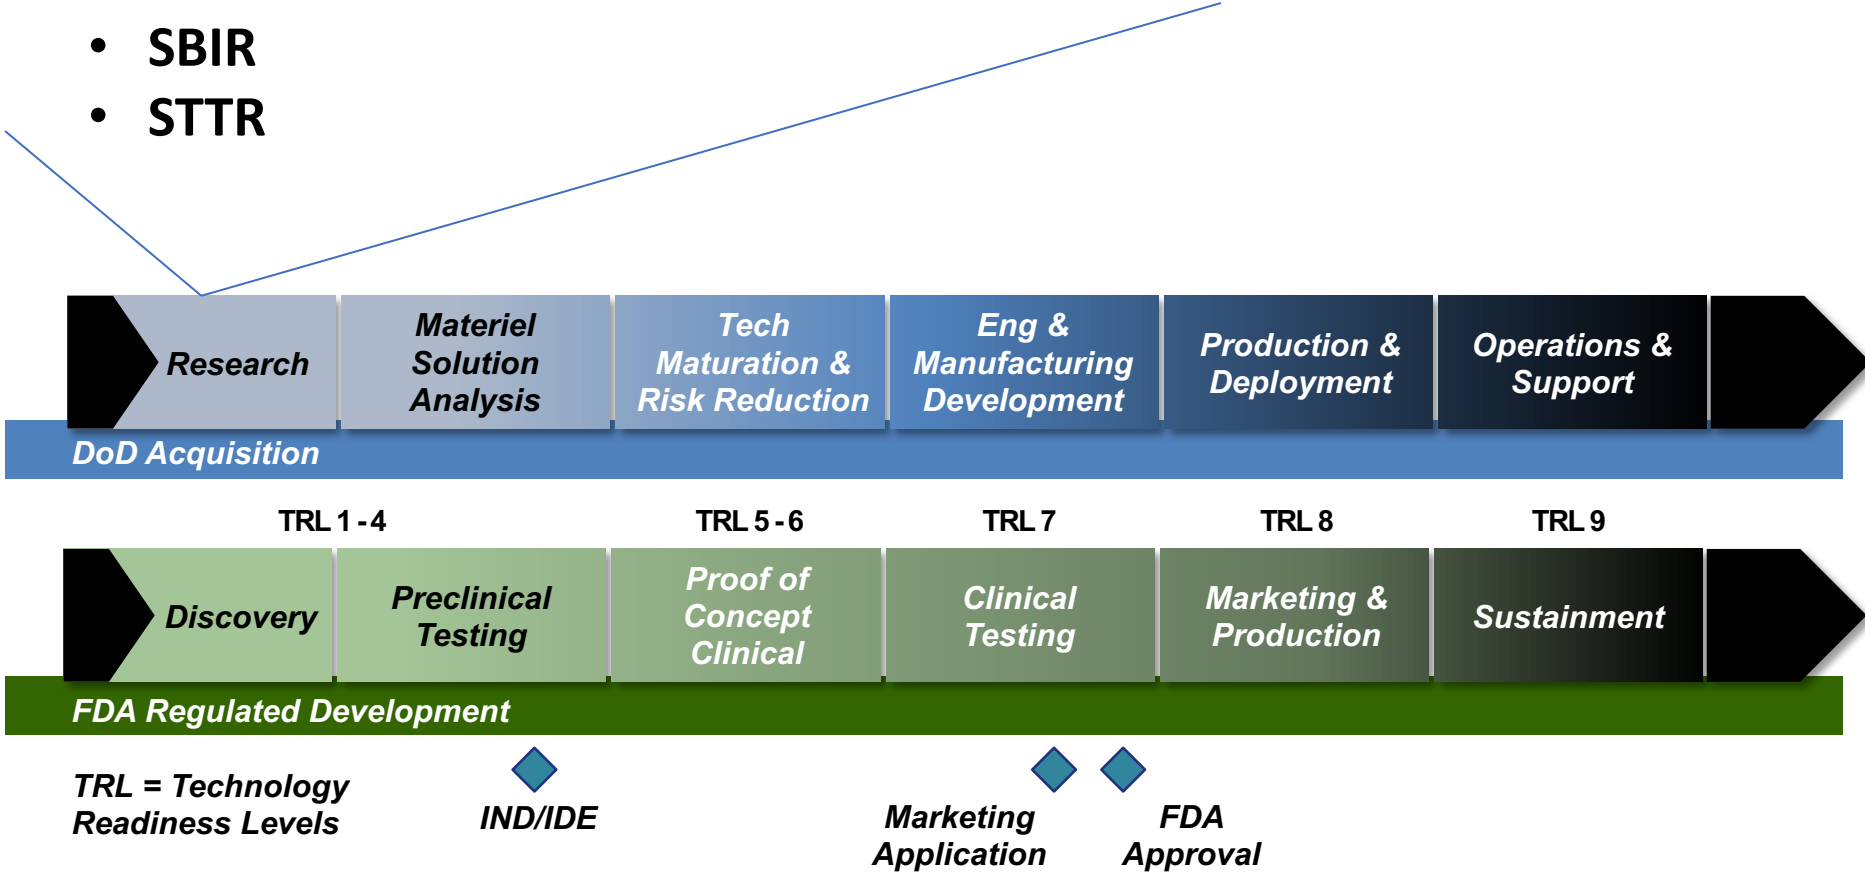 • SBIR
• STTR
Research
Materiel
Solution
Analysis
Tech
Maturation &
Risk Reduction
Eng &
Manufacturing
Development
Production &
Deployment
Operations &
Support
DoD Acquisition
TRL 1 - 4
TRL 5 - 6
TRL 7
TRL 8
TRL 9
Discovery
Preclinical
Testing
Proof of
Concept
Clinical
Clinical
Testing
Marketing &
Production
Sustainment
FDA Regulated Development
TRL = Technology
Readiness Levels
IND/IDE
Marketing
Application
FDA
Approval